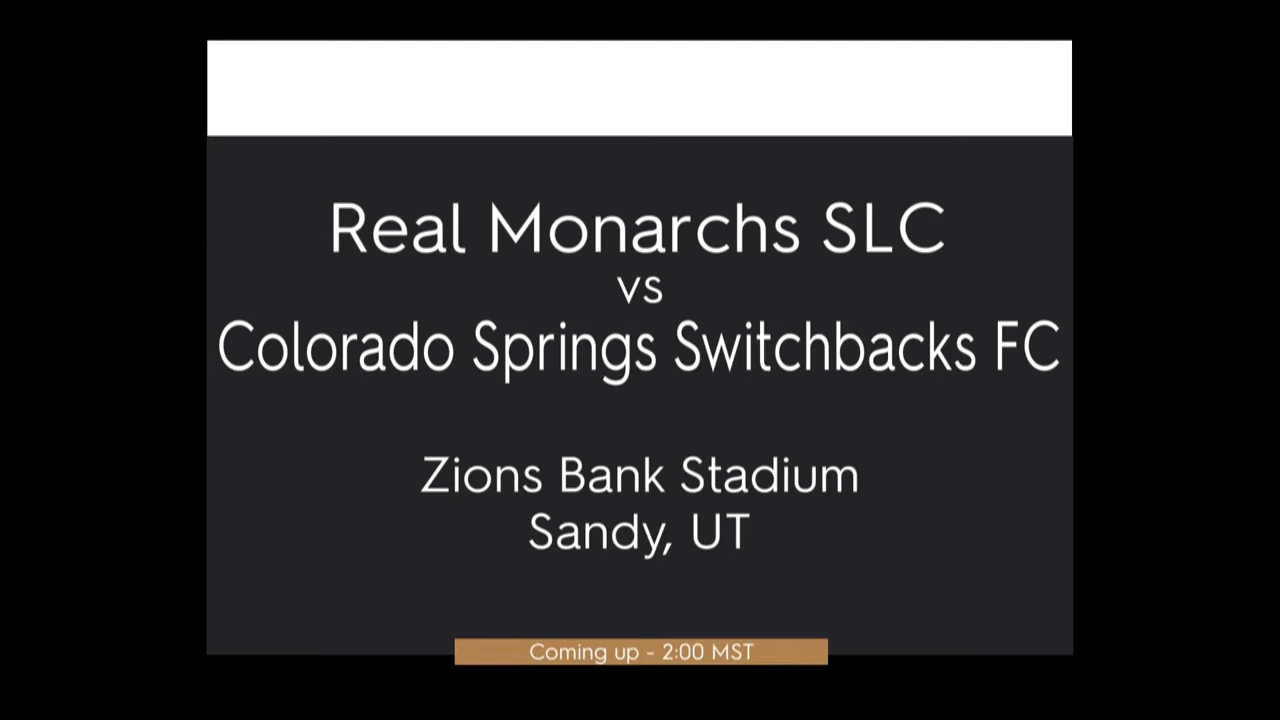 Real Monarchs SLC
vs
Colorado Springs Switchbacks FC
Zions Bank Stadium
Sandy, UT
Coming up - 2:00 MST